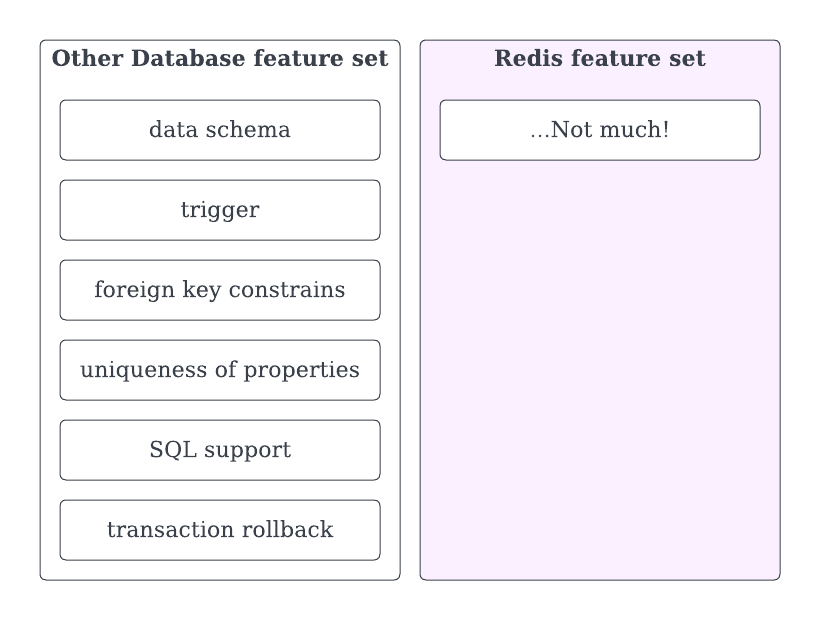 Other Database feature set
data schema
trigger
foreign key constrains
uniqueness of properties
SQL support
transaction rollback
Redis feature set
...Not much!